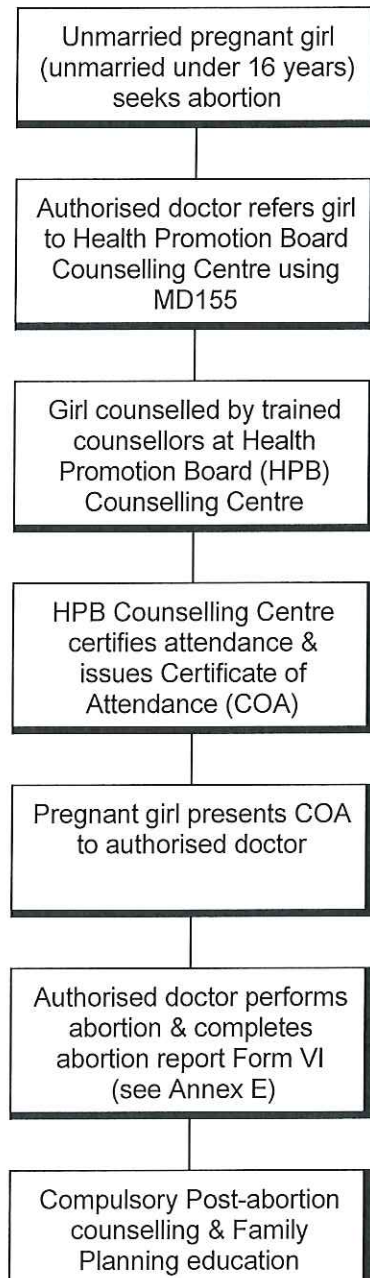 Unmarried pregnant girl
(unmarried under 16 years)
seeks abortion
Authorised doctor refers girl
to Health Promotion Board
Counselling Centre using
MD155
Girl counselled by trained
counsellors at Health
Promotion Board (HPB)
Counselling Centre
HPB Counselling Centre
certifies attendance &
issues Certificate of
Attendance (COA)
Pregnant girl presents COA
to authorised doctor
Authorised doctor performs
abortion & completes
abortion report Form VI
(see Annex E)
Compulsory Post-abortion
counselling & Family
Planning education